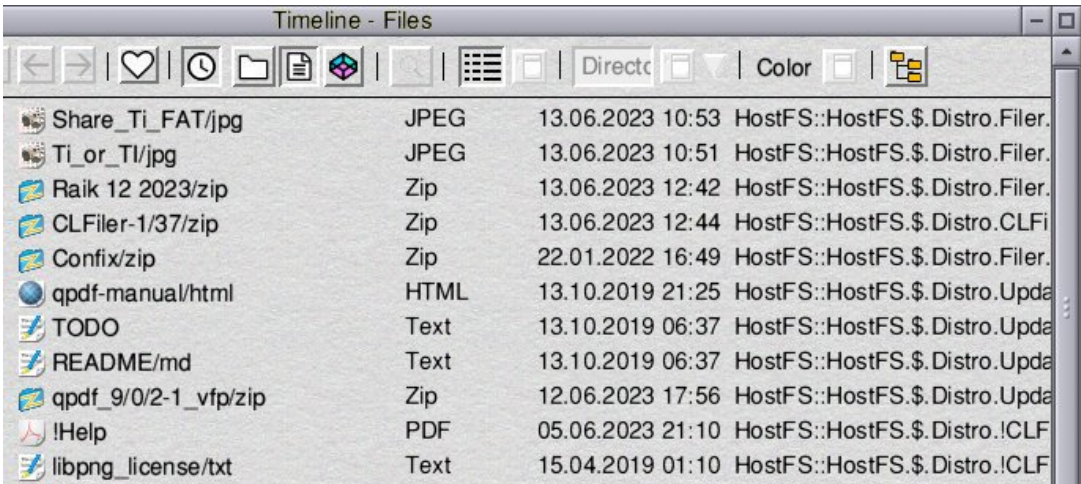 Timeline - Files
Directo Color
Share_Ti_FAT/jpg JPEG 13.06.2023 10:53 HostFS::HostFS.$.Distro.Filer.
Ti_or_TI/jpg JPEG 13.06.2023 10:51 HostFS::HostFS.$.Distro.Filer.
Raik 12 2023/zip Zip 13.06.2023 12:42 HostFS::HostFS.$.Distro.Filer.
CLFiler-1/37/zip Zip 13.06.2023 12:44 HostFS::HostFS.$.Distro.CLFi
Confix/zip Zip 22.01.2022 16:49 HostFS::HostFS.$.Distro.Filer.
qpdf-manual/html HTML 13.10.2019 21:25 HostFS::HostFS.$.Distro.Upda
TODO Text 13.10.2019 06:37 HostFS::HostFS.$.Distro.Upda
README/md Text 13.10.2019 06:37 HostFS::HostFS.$.Distro.Upda
qpdf_9/0/2-1_vfp/zip Zip 12.06.2023 17:56 HostFS::HostFS.$.Distro.Upda
!Help PDF 05.06.2023 21:10 HostFS::HostFS.$.Distro.!CLF
libpng_license/txt Text 15.04.2019 01:10 HostFS::HostFS.$.Distro.!CLF